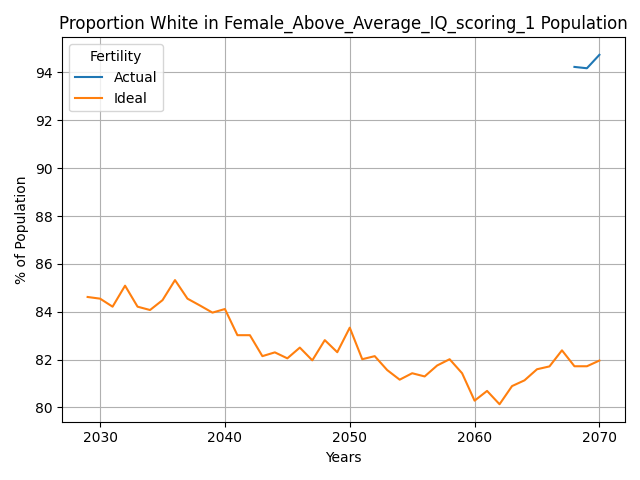 Proportion White in Female_Above_Average_IQ_scoring_1 Population
Fertility
Actual
Ideal
94
92
90
88
86
84
82
80
% of Population
2030 2040 2050 2060 2070
Years